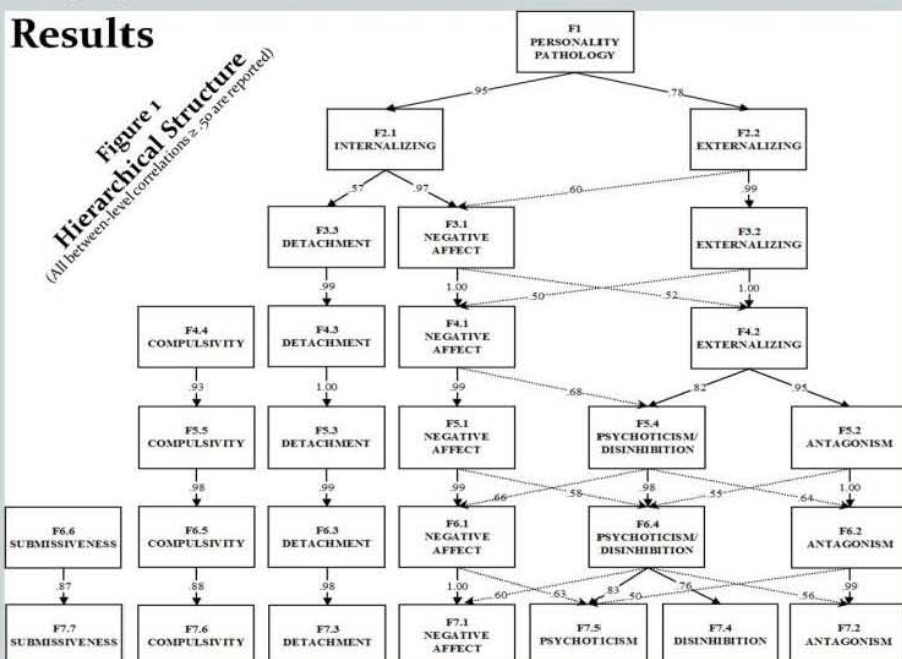 Results
Figure 1
Hierarchical Structure
(All between-level correlations ≥ .50 are reported)
F1
PERSONALITY
PATHOLOGY
.95
.78
F2.1
INTERNALIZING
F2.2
EXTERNALIZING
.57
.97
.60
.99
F3.3
DETACHMENT
F3.1
NEGATIVE
AFFECT
F3.2
EXTERNALIZING
.99
1.00
.50
.52
1.00
F4.4
COMPULSIVITY
F4.3
DETACHMENT
F4.1
NEGATIVE
AFFECT
F4.2
EXTERNALIZING
.93
1.00
.99
.68
.82
.95
F5.5
COMPULSIVITY
F5.3
DETACHMENT
F5.1
NEGATIVE
AFFECT
F5.4
PSYCHOTICISM/
DISINHIBITION
F5.2
ANTAGONISM
.98
.99
.99
.66
.58
.98
.55
.64
1.00
F6.6
SUBMISSIVENESS
F6.5
COMPULSIVITY
F6.3
DETACHMENT
F6.1
NEGATIVE
AFFECT
F6.4
PSYCHOTICISM/
DISINHIBITION
F6.2
ANTAGONISM
.87
.88
.98
1.00
.60
.63
.83
.76
.50
.56
.99
F7.7
SUBMISSIVENESS
F7.6
COMPULSIVITY
F7.3
DETACHMENT
F7.1
NEGATIVE
AFFECT
F7.5
PSYCHOTICISM
F7.4
DISINHIBITION
F7.2
ANTAGONISM